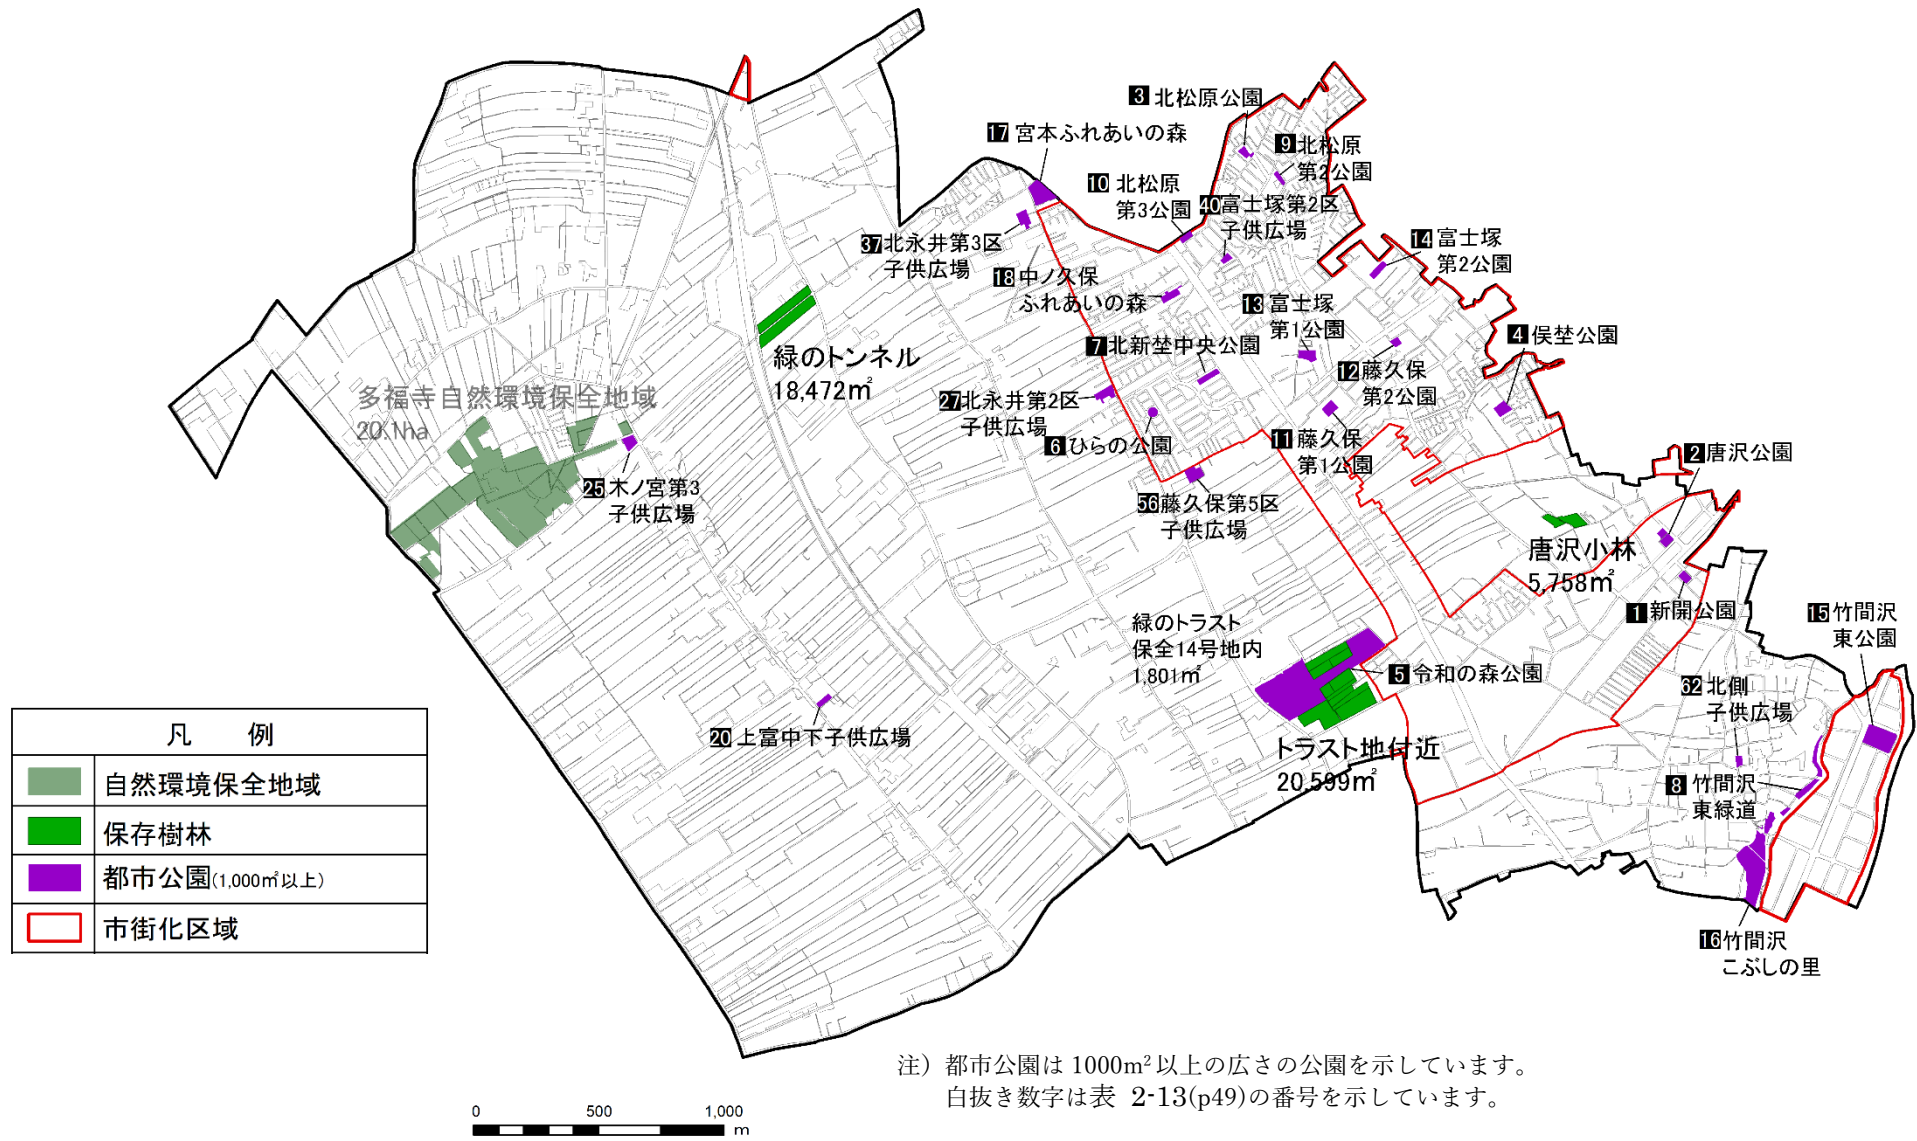 3 北松原公園
17 宮本ふれあいの森
9 北松原
第2公園
10 北松原
第3公園
40 富士塚第2区
子供広場
37 北永井第3区
子供広場
14 富士塚
第2公園
18 中ノ久保
ふれあいの森
13 富士塚
第1公園
4 俣埜公園
7 北新埜中央公園
緑のトンネル
18,472㎡
12 藤久保
第2公園
多福寺自然環境保全地域
20.1ha
27 北永井第2区
子供広場
6 ひらの公園
11 藤久保
第1公園
2 唐沢公園
25 木ノ宮第3
子供広場
56 藤久保第5区
子供広場
唐沢小林
5,758㎡
1 新開公園
15 竹間沢
東公園
緑のトラスト
保全14号地内
1,801㎡
5 令和の森公園
62 北側
子供広場
20 上富中下子供広場
トラスト地付近
20,599㎡
8 竹間沢
東緑道
16 竹間沢
こぶしの里
凡 例
自然環境保全地域
保存樹林
都市公園(1,000㎡以上)
市街化区域
注）都市公園は 1000m²以上の広さの公園を示しています。
白抜き数字は表 2-13(p49)の番号を示しています。
0 500 1,000
m